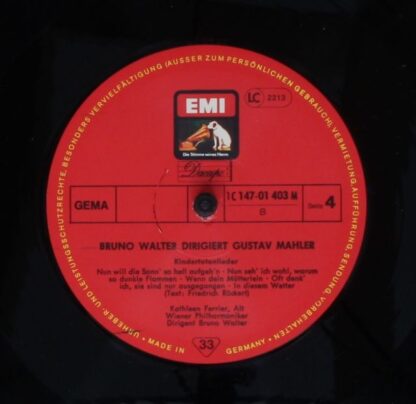 URHEBER- UND LEISTUNGSSCHUTZRECHTE, BESONDERS VERVIELFÄLTIGUNG (AUSSER ZUM PERSÖNLICHEN GEBRAUCH), VERMIETUNG, AUFFÜHRUNG, SENDUNG VORBEHALTEN
EMI
LC 2213
Die Stimme seines Herrn
Dacapo
GEMA
1C 147-01 403 M
B
Seite 4
BRUNO WALTER DIRIGIERT GUSTAV MAHLER
Kindertotenlieder
Nun will die Sonn' so hell aufgeh'n - Nun seh' ich wohl, warum
so dunkle Flammen - Wenn dein Mütterlein - Oft denk'
ich, sie sind nur ausgegangen - In diesem Wetter
(Text: Friedrich Rückert)
Kathleen Ferrier, Alt
Wiener Philharmoniker
Dirigent Bruno Walter
MADE IN
33
GERMANY